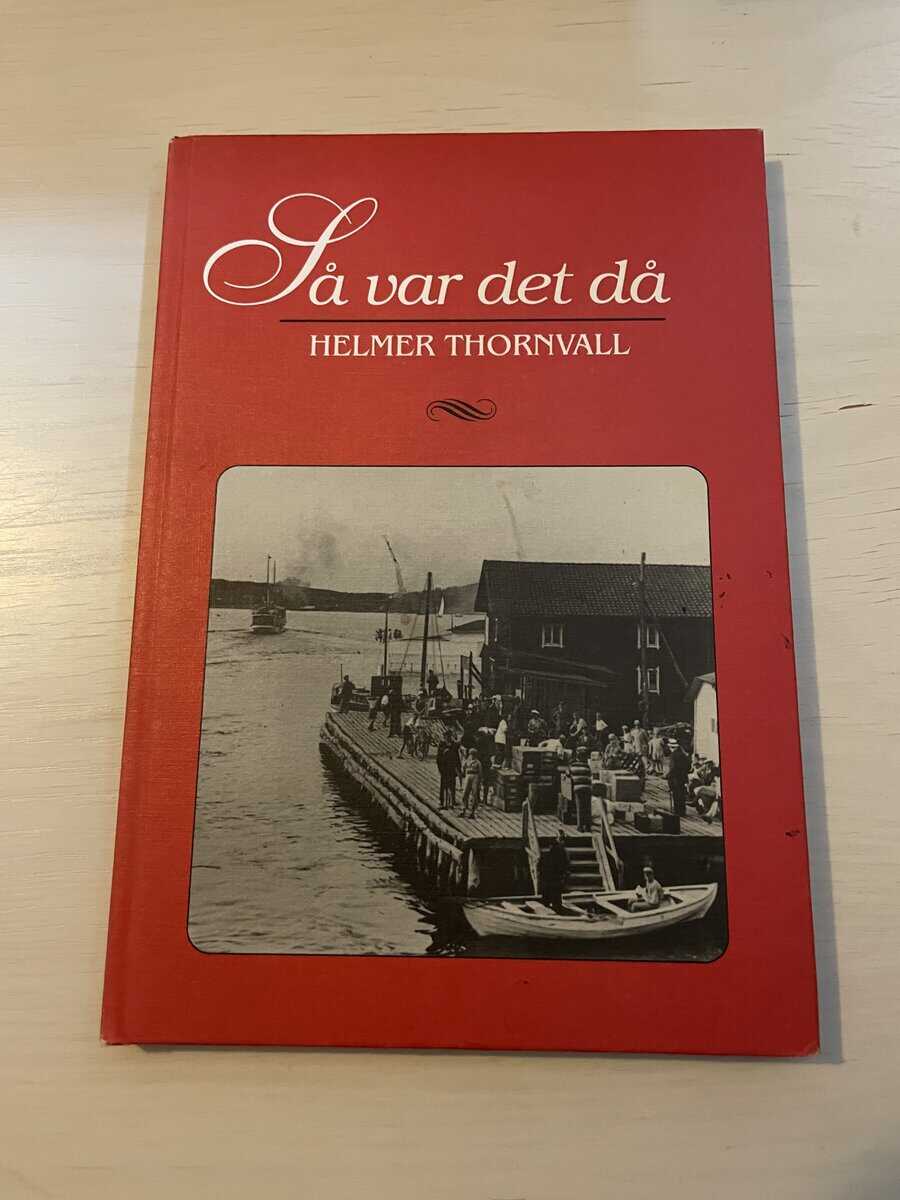 Så var det då
HELMER THORNVALL